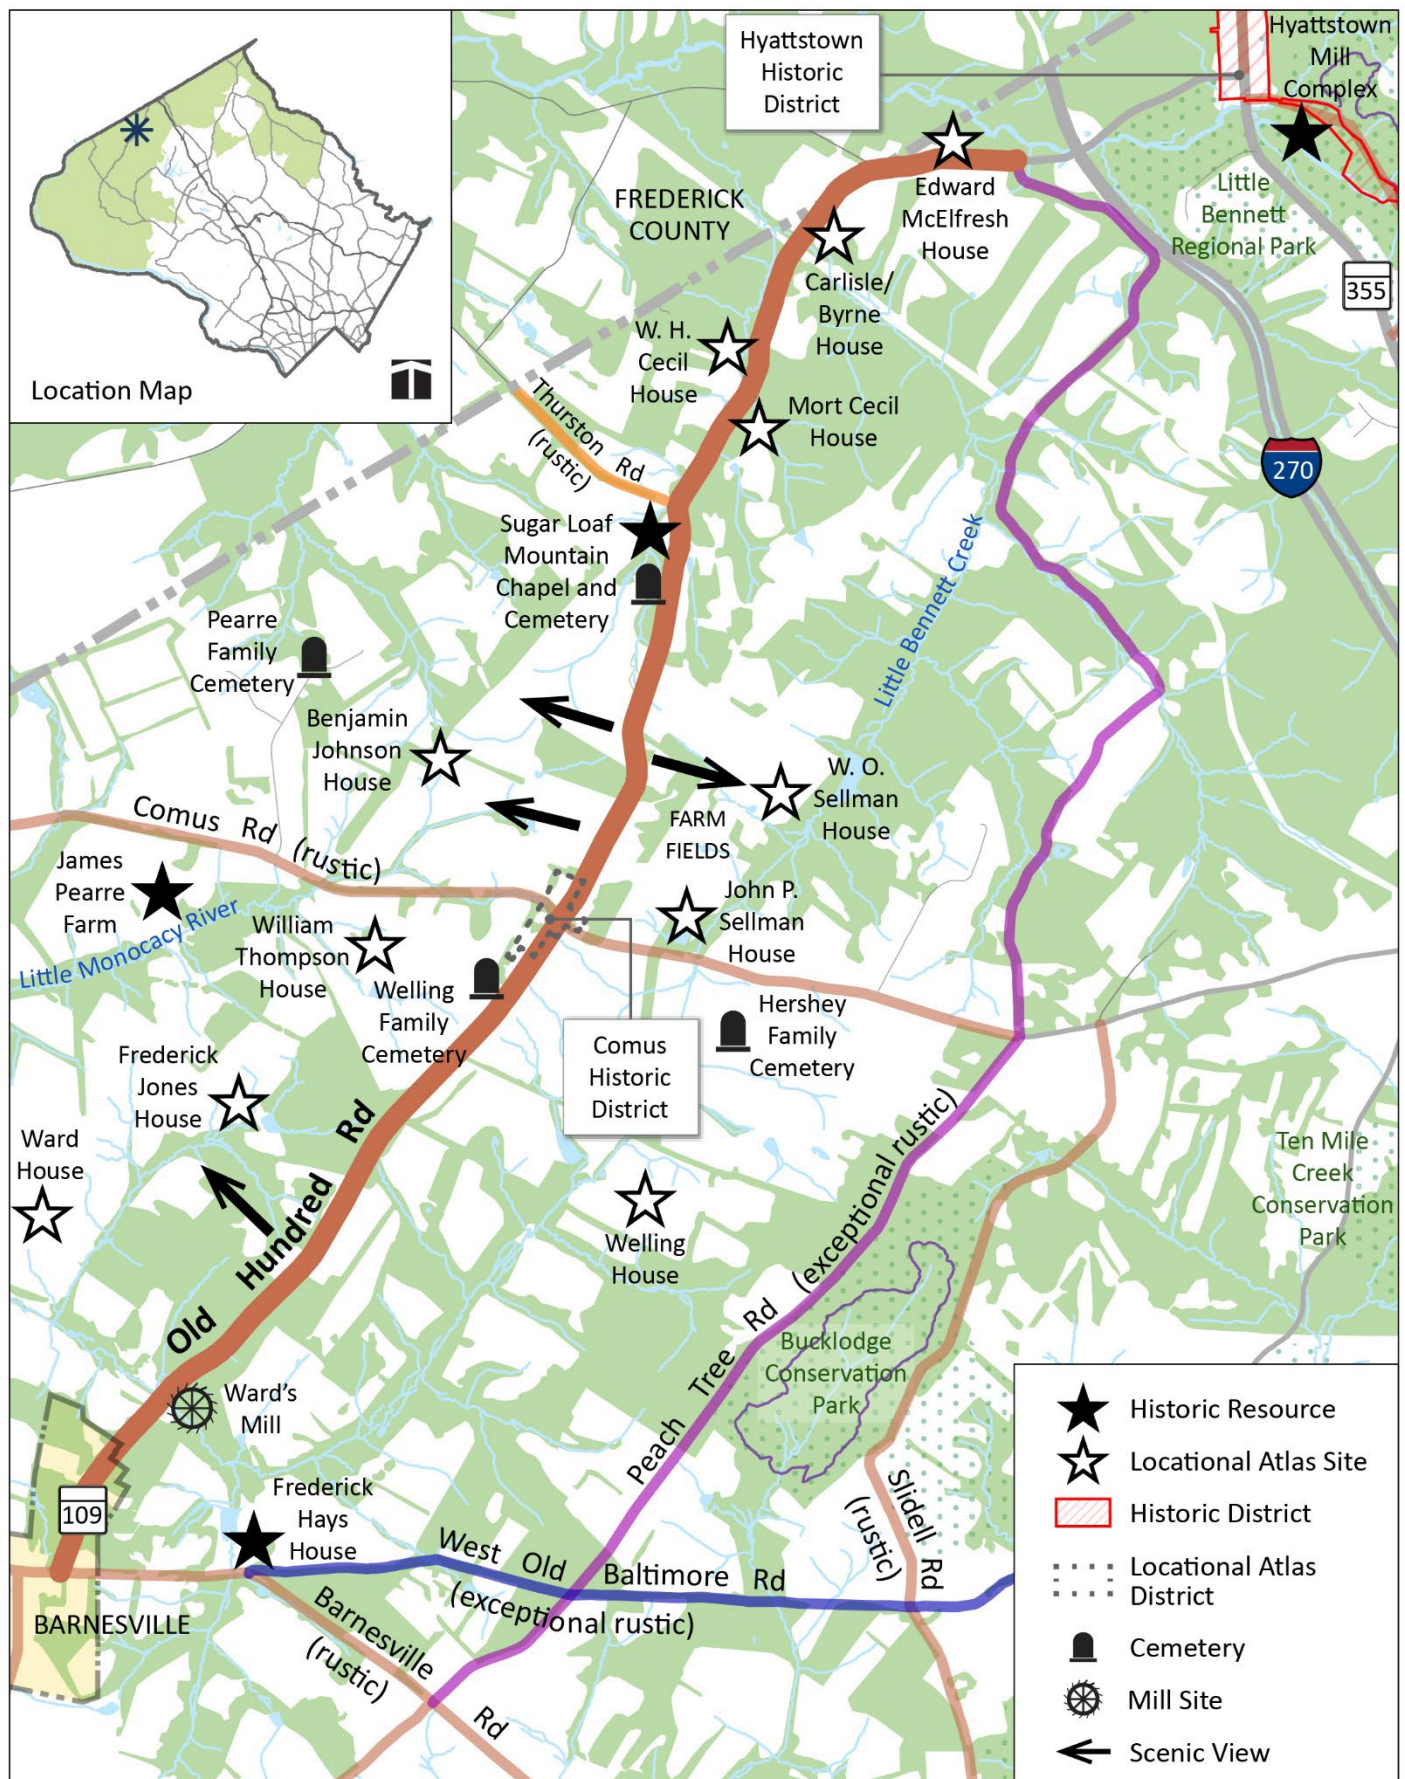 Location Map
Hyattstown
Historic
District
Hyattstown
Mill
Complex
Little
Bennett
Regional Park
355
270
FREDERICK
COUNTY
Edward
McElfresh
House
Carlisle/
Byrne
House
W. H.
Cecil
House
Mort Cecil
House
Thurston Rd
(rustic)
Sugar Loaf
Mountain
Chapel and
Cemetery
Little Bennett Creek
Pearre
Family
Cemetery
Benjamin
Johnson
House
W. O.
Sellman
House
FARM
FIELDS
Comus Rd (rustic)
James
Pearre
Farm
Little Monocacy River
William
Thompson
House
John P.
Sellman
House
Welling
Family
Cemetery
Hershey
Family
Cemetery
Comus
Historic
District
Frederick
Jones
House
Ward
House
Welling
House
Ten Mile
Creek
Conservation
Park
Old Hundred Rd
Peach Tree Rd (exceptional rustic)
Bucklodge
Conservation
Park
Ward's
Mill
109
Frederick
Hays
House
BARNESVILLE
West Old Baltimore Rd
(exceptional rustic)
Barnesville Rd
(rustic)
Slidell Rd
(rustic)
Historic Resource
Locational Atlas Site
Historic District
Locational Atlas
District
Cemetery
Mill Site
Scenic View